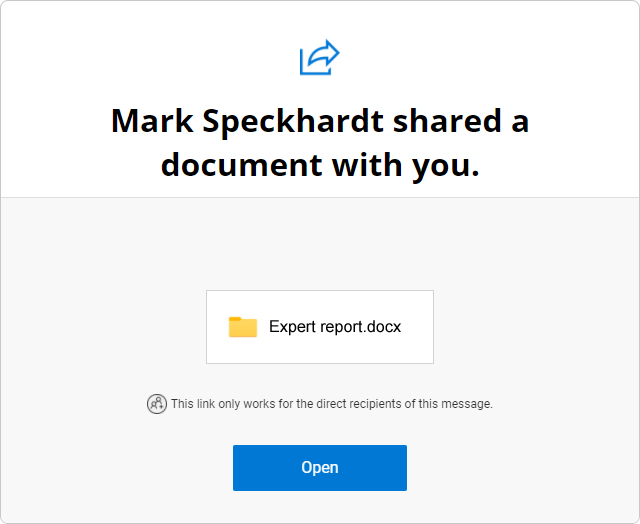 Mark Speckhardt shared a
document with you.
Expert report.docx
This link only works for the direct recipients of this message.
Open